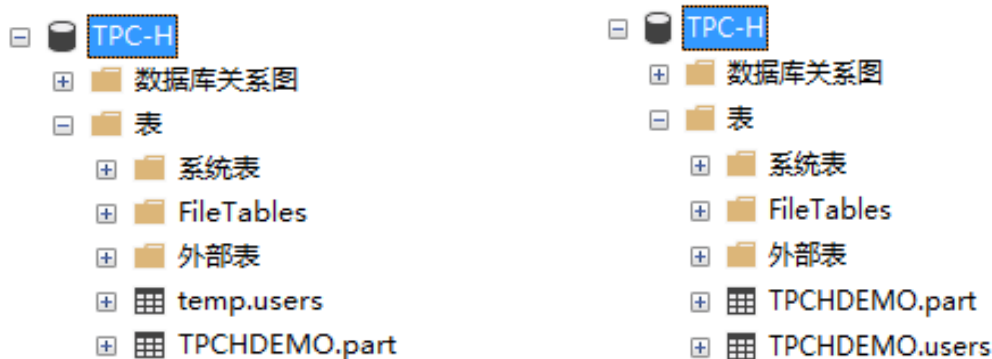 TPC-H
数据库关系图
表
系统表
FileTables
外部表
temp.users
TPCHDEMO.part
TPC-H
数据库关系图
表
系统表
FileTables
外部表
TPCHDEMO.part
TPCHDEMO.users